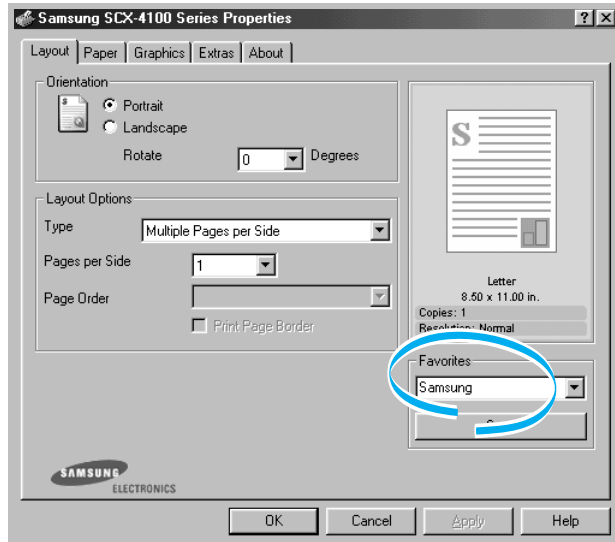 Samsung SCX-4100 Series Properties
Layout Paper Graphics Extras About
Orientation
Portrait
Landscape
Rotate 0 Degrees
Layout Options
Type Multiple Pages per Side
Pages per Side 1
Page Order
Print Page Border
S
S
Letter
8.50 x 11.00 in.
Copies: 1
Resolution: Normal
Favorites
Samsung
SAMSUNG
ELECTRONICS
OK Cancel Apply Help